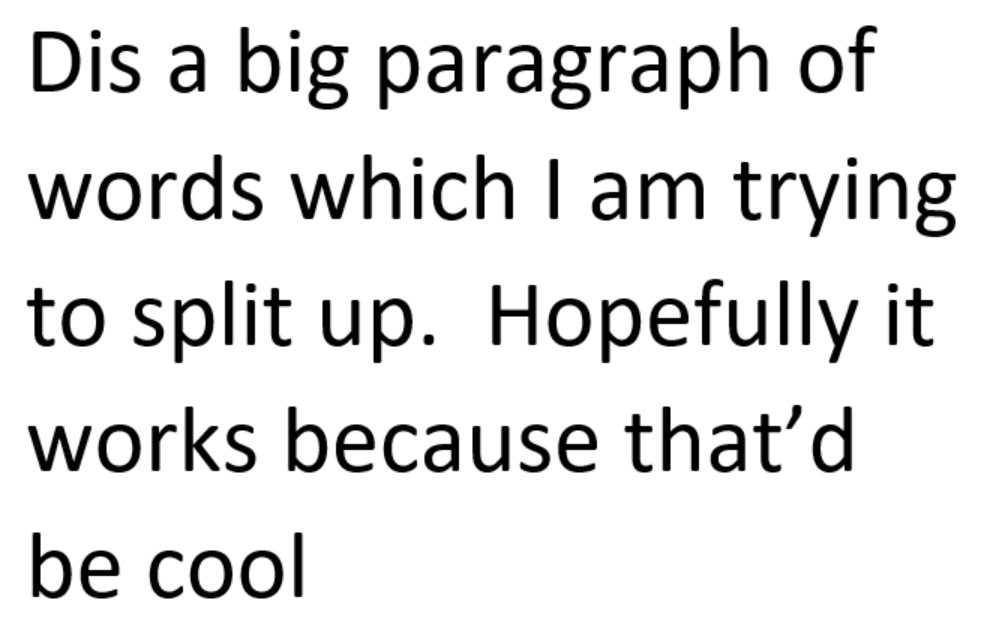 Dis a big paragraph of
words which I am trying
to split up.  Hopefully it
works because that’d
be cool